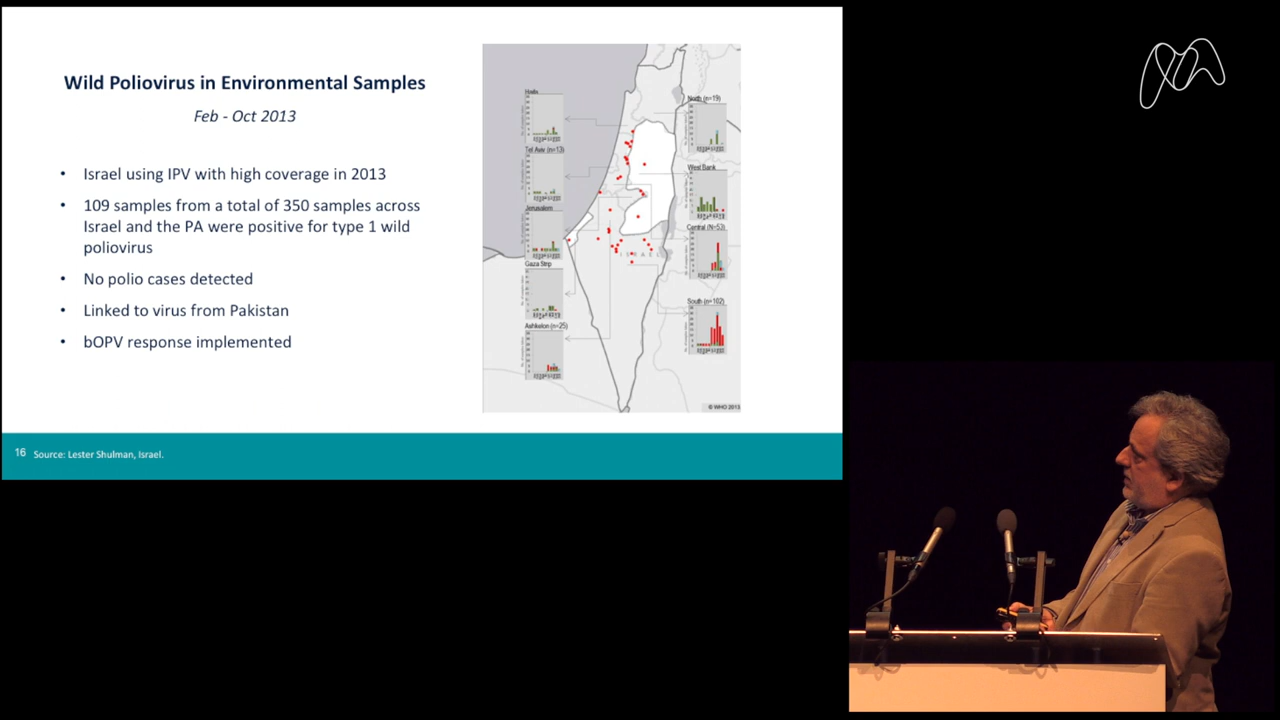 Wild Poliovirus in Environmental Samples
Feb - Oct 2013
• Israel using IPV with high coverage in 2013
• 109 samples from a total of 350 samples across
Israel and the PA were positive for type 1 wild
poliovirus
• No polio cases detected
• Linked to virus from Pakistan
• bOPV response implemented
Haifa
Tel Aviv (n=13)
Jerusalem
Gaza Strip
Ashkelon (n=25)
North (n=19)
West Bank
Central (N=53)
South (n=102)
ISRAEL
© WHO 2013
16 Source: Lester Shulman, Israel.